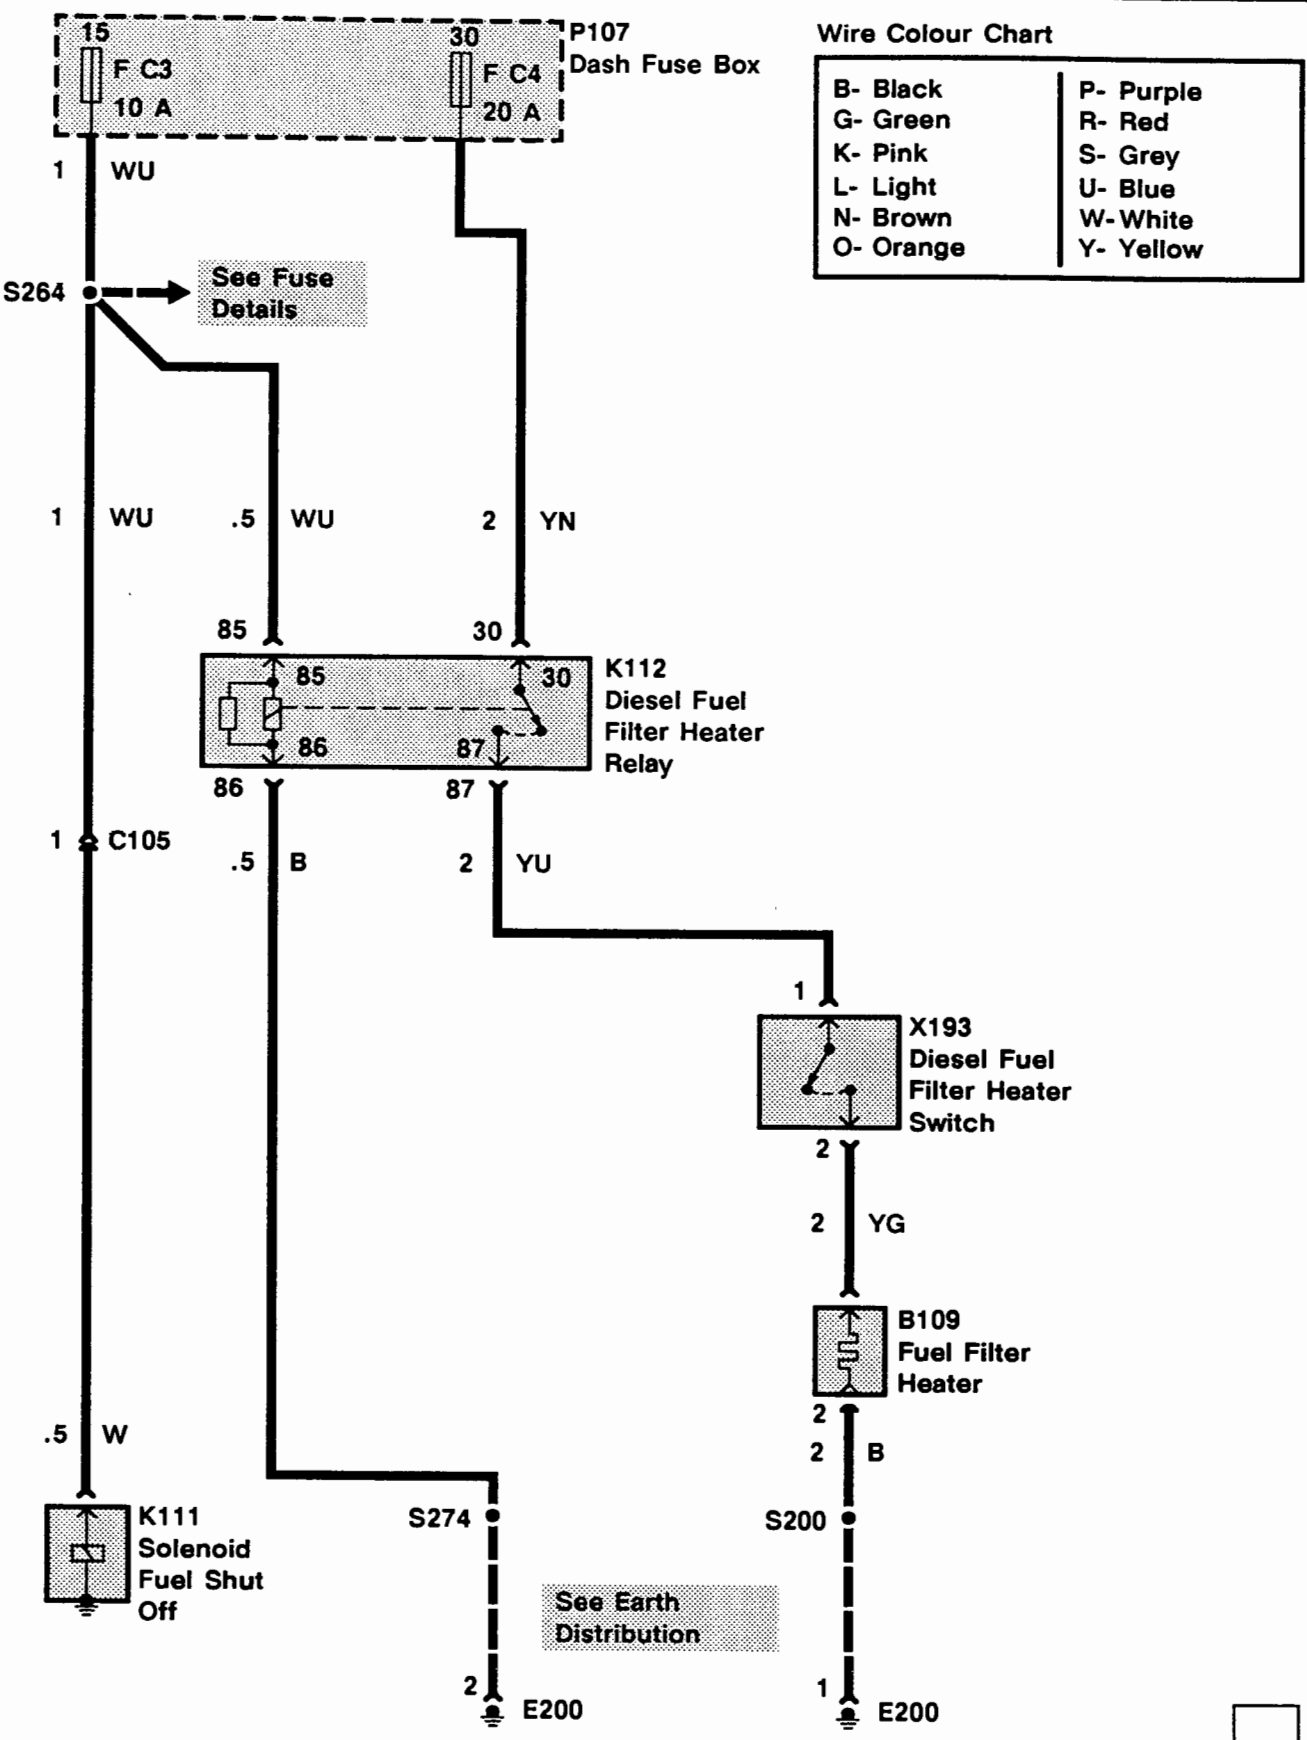 15
F C3
10 A
30
F C4
20 A
P107
Dash Fuse Box
Wire Colour Chart
B- Black
G- Green
K- Pink
L- Light
N- Brown
O- Orange
P- Purple
R- Red
S- Grey
U- Blue
W- White
Y- Yellow
1 WU
S264
See Fuse
Details
1 WU
.5 WU
2 YN
85
30
85
30
86
87
K112
Diesel Fuel
Filter Heater
Relay
86
87
1 C105
.5 B
2 YU
1
X193
Diesel Fuel
Filter Heater
Switch
2
2 YG
B109
Fuel Filter
Heater
2
2 B
.5 W
K111
Solenoid
Fuel Shut
Off
S274
S200
See Earth
Distribution
2
E200
1
E200